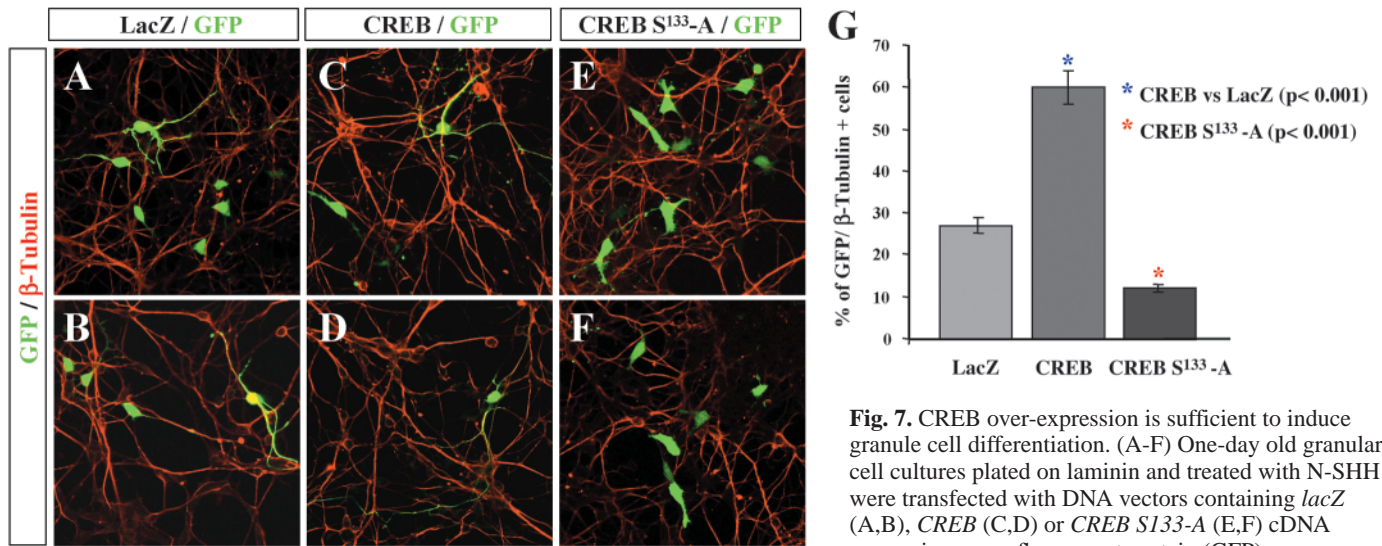 LacZ / GFP
CREB / GFP
CREB S133-A / GFP
GFP / β-Tubulin
A
C
E
B
D
F
G
% of GFP/ β-Tubulin + cells
70
60
50
40
30
20
10
0
*
*
* CREB vs LacZ (p< 0.001)
* CREB S133 -A (p< 0.001)
LacZ
CREB
CREB S133 -A
Fig. 7. CREB over-expression is sufficient to induce
granule cell differentiation. (A-F) One-day old granular
cell cultures plated on laminin and treated with N-SHH
were transfected with DNA vectors containing lacZ
(A,B), CREB (C,D) or CREB S133-A (E,F) cDNA